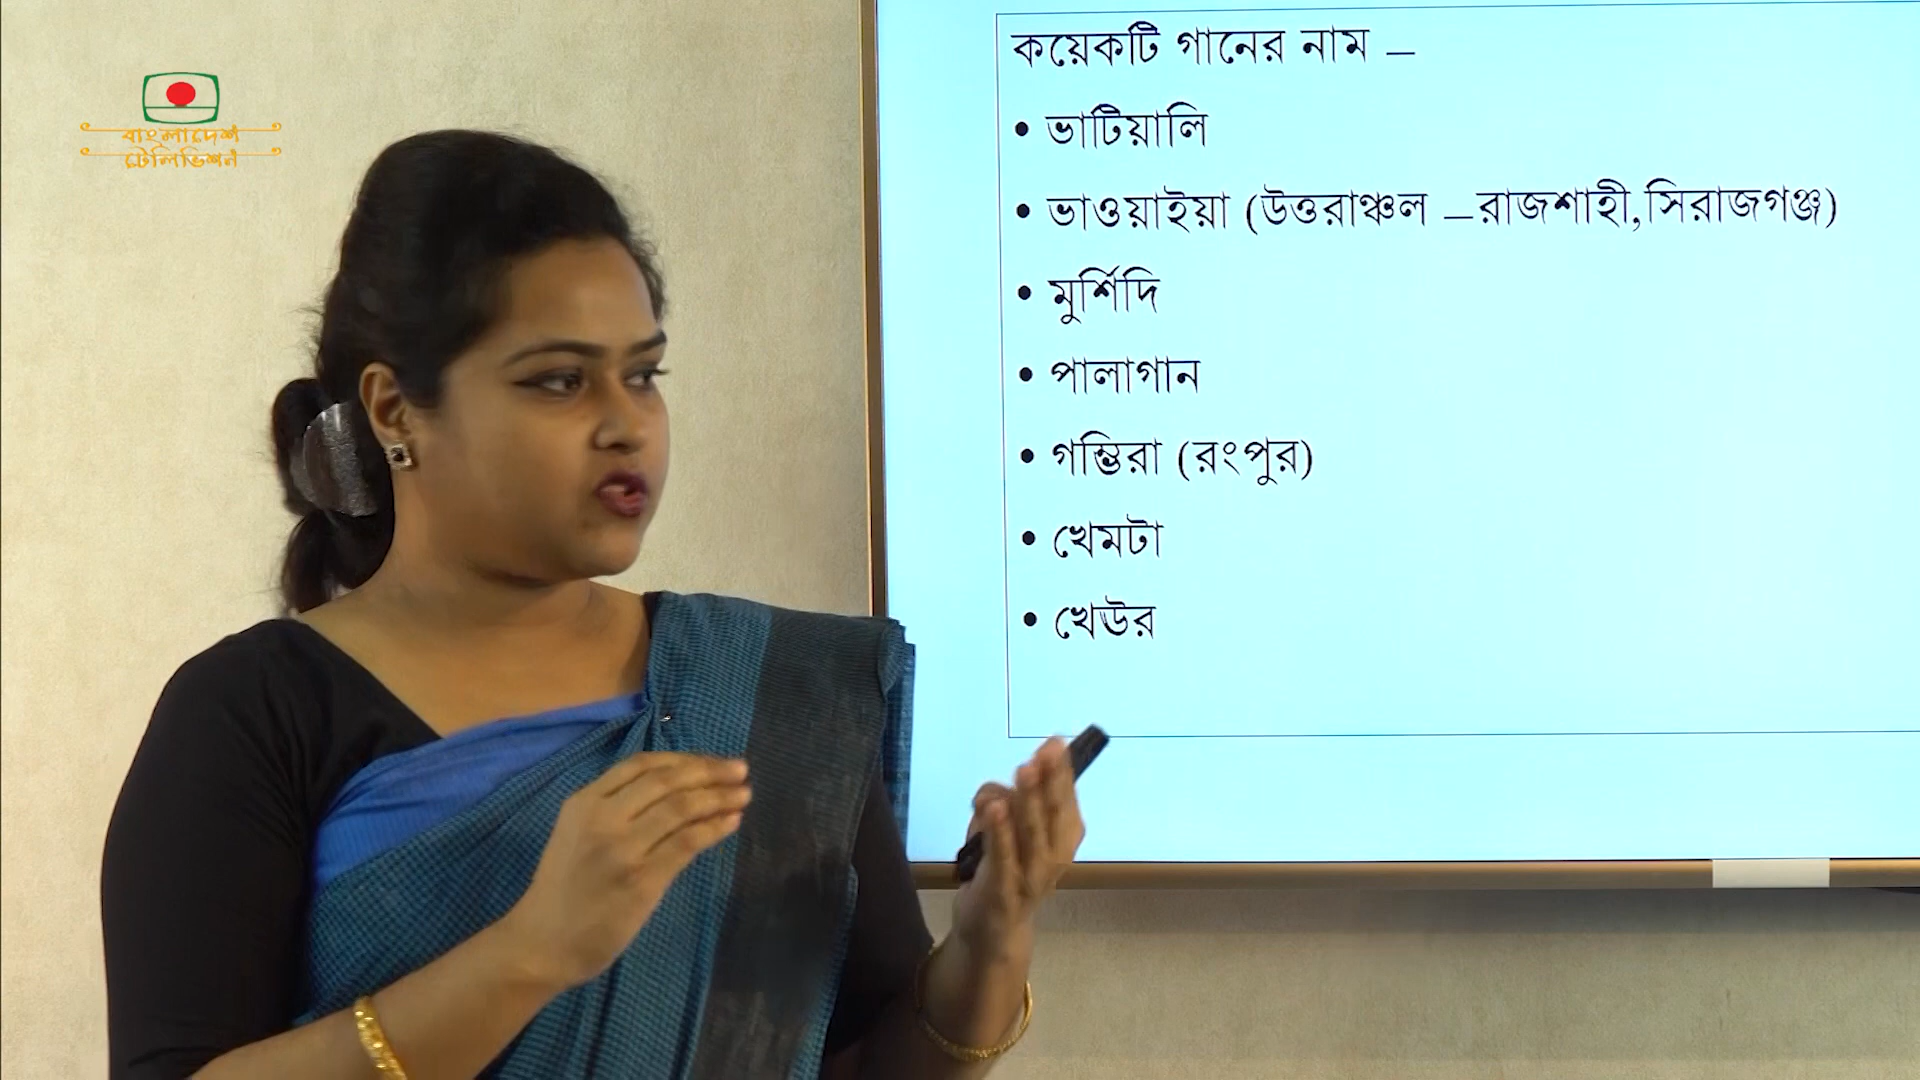 বাংলাদেশ
টেলিভিশন
কয়েকটি গানের নাম –
• ভাটিয়ালি
• ভাওয়াইয়া (উত্তরাঞ্চল –রাজশাহী,সিরাজগঞ্জ)
• মুর্শিদি
• পালাগান
• গম্ভিরা (রংপুর)
• খেমটা
• খেউর